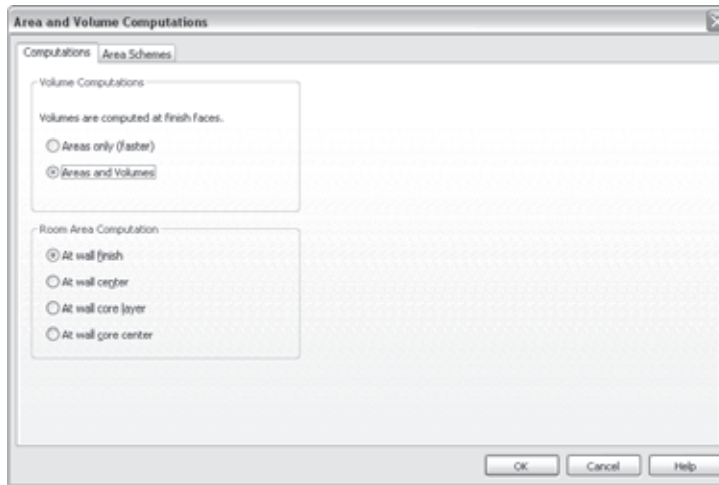 Area and Volume Computations
Computations Area Schemes
Volume Computations
Volumes are computed at finish faces.
Areas only (faster)
Areas and Volumes
Room Area Computation
At wall finish
At wall center
At wall core layer
At wall core center
OK Cancel Help